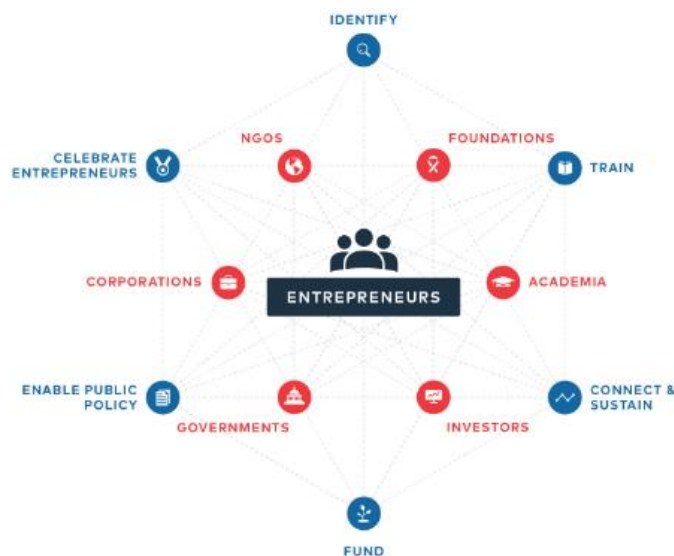 IDENTIFY
NGOS
FOUNDATIONS
CELEBRATE
ENTREPRENEURS
TRAIN
CORPORATIONS
ENTREPRENEURS
ACADEMIA
ENABLE PUBLIC
POLICY
CONNECT &
SUSTAIN
GOVERNMENTS
INVESTORS
FUND